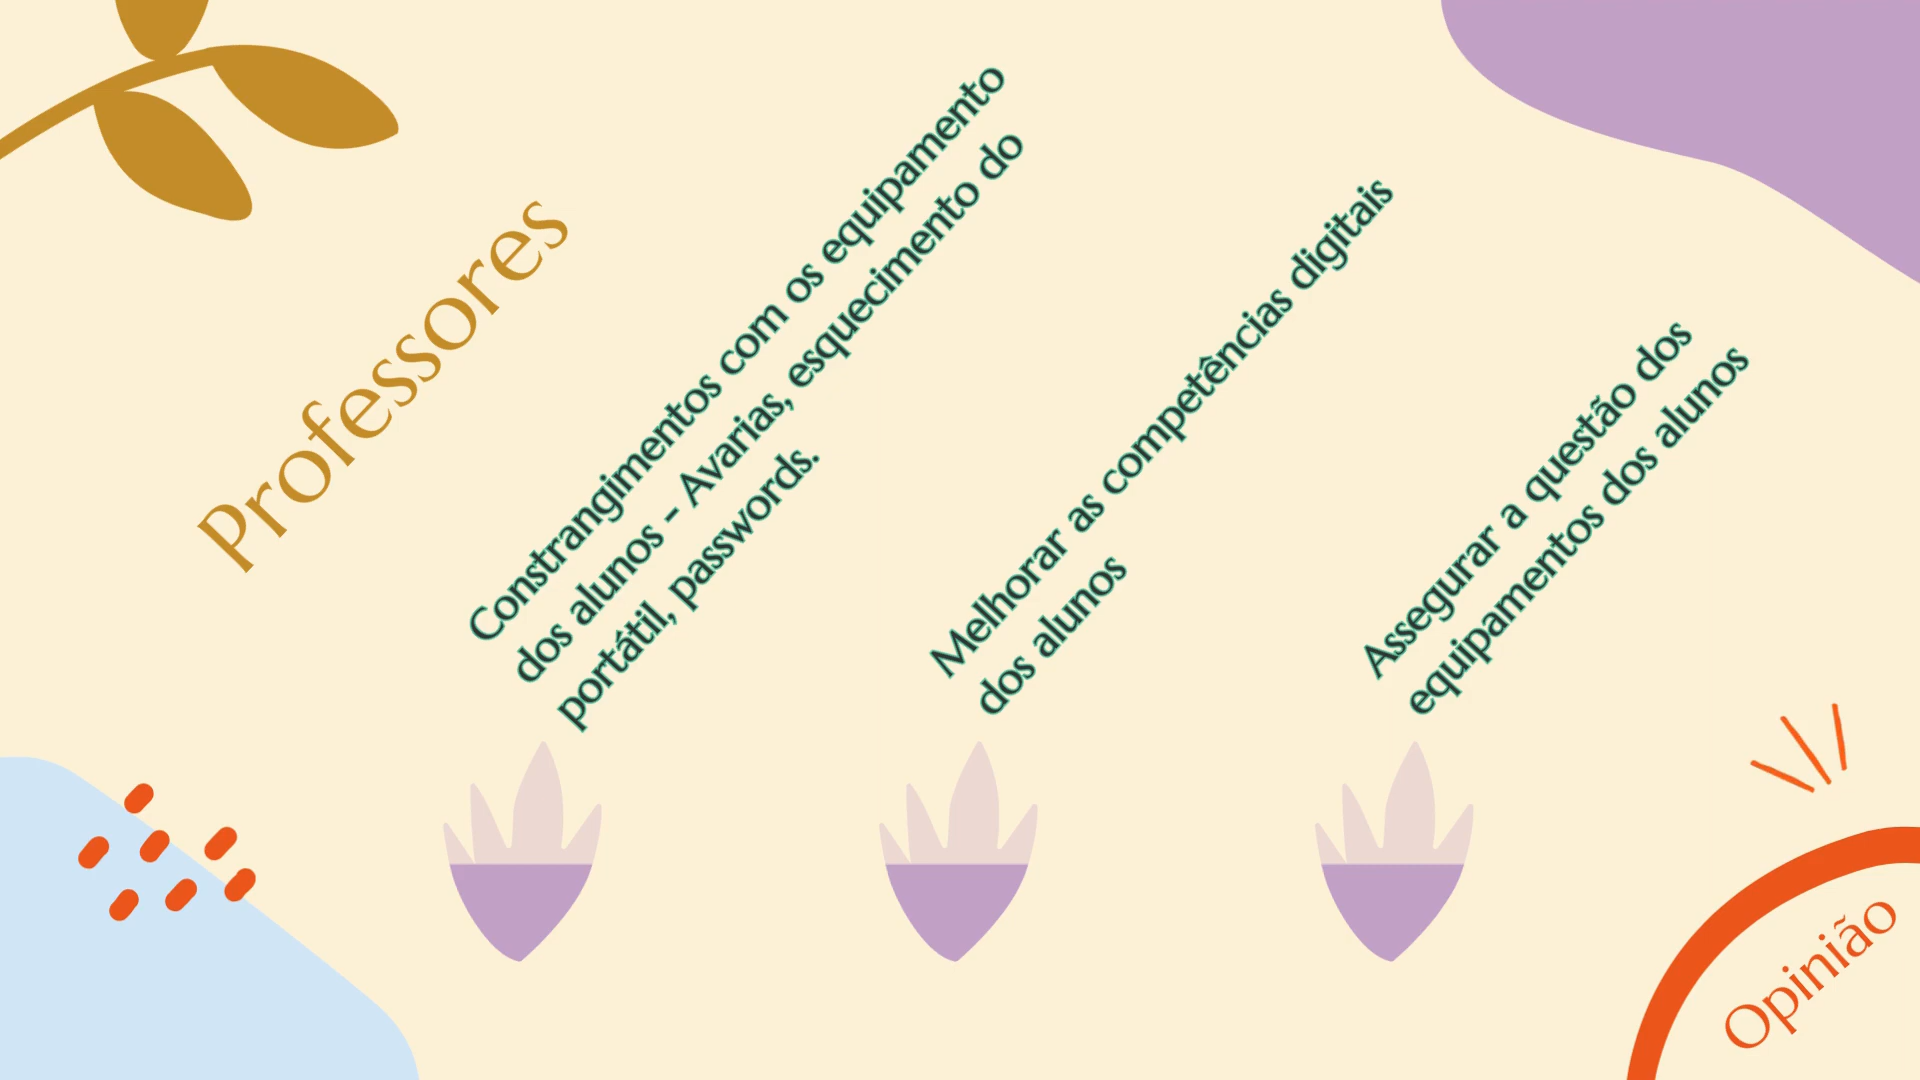 Professores
Constrangimentos com os equipamento
dos alunos - Avarias, esquecimento do
portátil, passwords.
Melhorar as competências digitais
dos alunos
Assegurar a questão dos
equipamentos dos alunos
Opinião